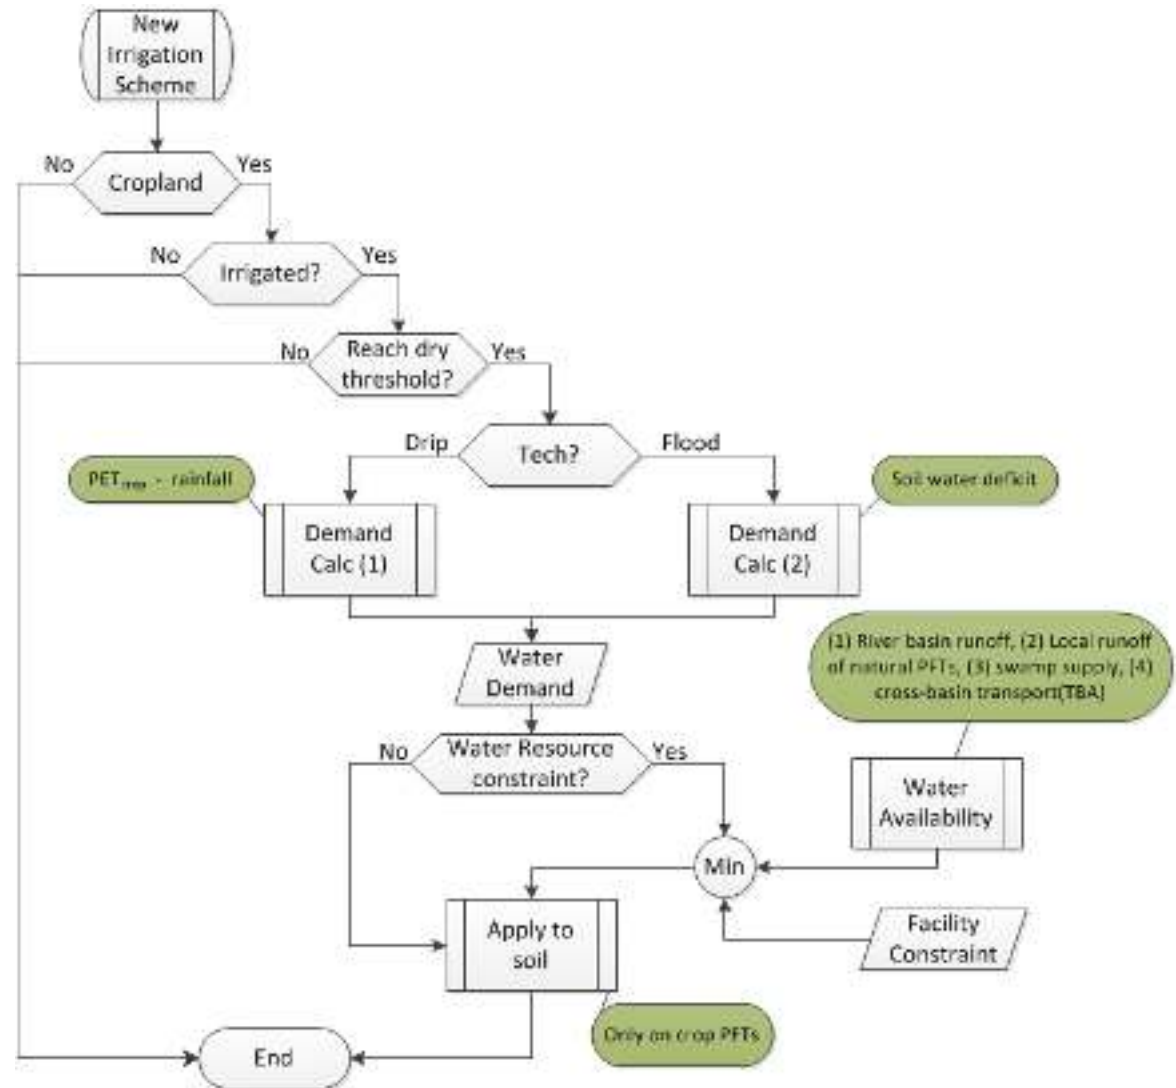 New
Irrigation
Scheme
No
Yes
Cropland
No
Yes
Irrigated?
No
Reach dry
threshold?
Yes
Drip
Tech?
Flood
PETcrop - rainfall
Soil water deficit
Demand
Calc (1)
Demand
Calc (2)
(1) River basin runoff, (2) Local runoff
of natural PFTs, (3) swamp supply, (4)
cross-basin transport(TBA)
Water
Demand
No
Water Resource
constraint?
Yes
Water
Availability
Min
Apply to
soil
Facility
Constraint
Only on crop PFTs
End